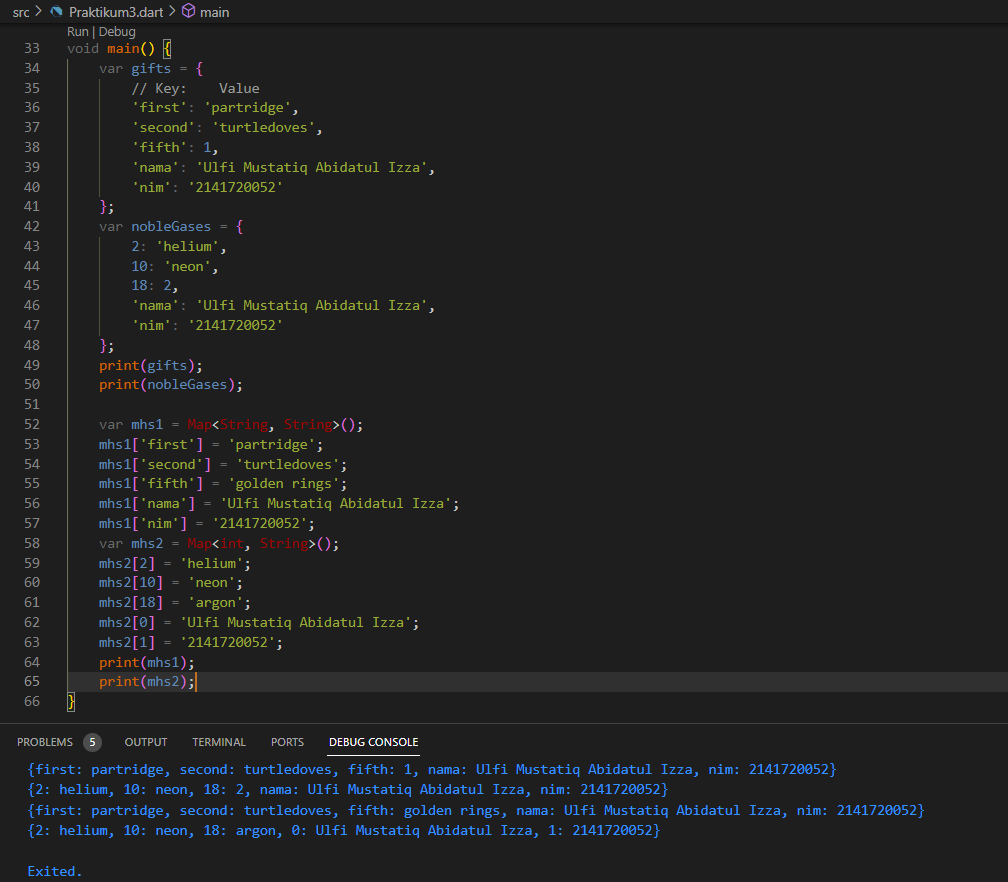 src > Praktikum3.dart > main
Run | Debug
33 void main() {
34 var gifts = {
35 // Key:    Value
36 'first': 'partridge',
37 'second': 'turtledoves',
38 'fifth': 1,
39 'nama': 'Ulfi Mustatiq Abidatul Izza',
40 'nim': '2141720052'
41 };
42 var nobleGases = {
43 2: 'helium',
44 10: 'neon',
45 18: 2,
46 'nama': 'Ulfi Mustatiq Abidatul Izza',
47 'nim': '2141720052'
48 };
49 print(gifts);
50 print(nobleGases);
51
52 var mhs1 = Map<String, String>();
53 mhs1['first'] = 'partridge';
54 mhs1['second'] = 'turtledoves';
55 mhs1['fifth'] = 'golden rings';
56 mhs1['nama'] = 'Ulfi Mustatiq Abidatul Izza';
57 mhs1['nim'] = '2141720052';
58 var mhs2 = Map<int, String>();
59 mhs2[2] = 'helium';
60 mhs2[10] = 'neon';
61 mhs2[18] = 'argon';
62 mhs2[0] = 'Ulfi Mustatiq Abidatul Izza';
63 mhs2[1] = '2141720052';
64 print(mhs1);
65 print(mhs2);
66 }
PROBLEMS 5 OUTPUT TERMINAL PORTS DEBUG CONSOLE
{first: partridge, second: turtledoves, fifth: 1, nama: Ulfi Mustatiq Abidatul Izza, nim: 2141720052}
{2: helium, 10: neon, 18: 2, nama: Ulfi Mustatiq Abidatul Izza, nim: 2141720052}
{first: partridge, second: turtledoves, fifth: golden rings, nama: Ulfi Mustatiq Abidatul Izza, nim: 2141720052}
{2: helium, 10: neon, 18: argon, 0: Ulfi Mustatiq Abidatul Izza, 1: 2141720052}
Exited.